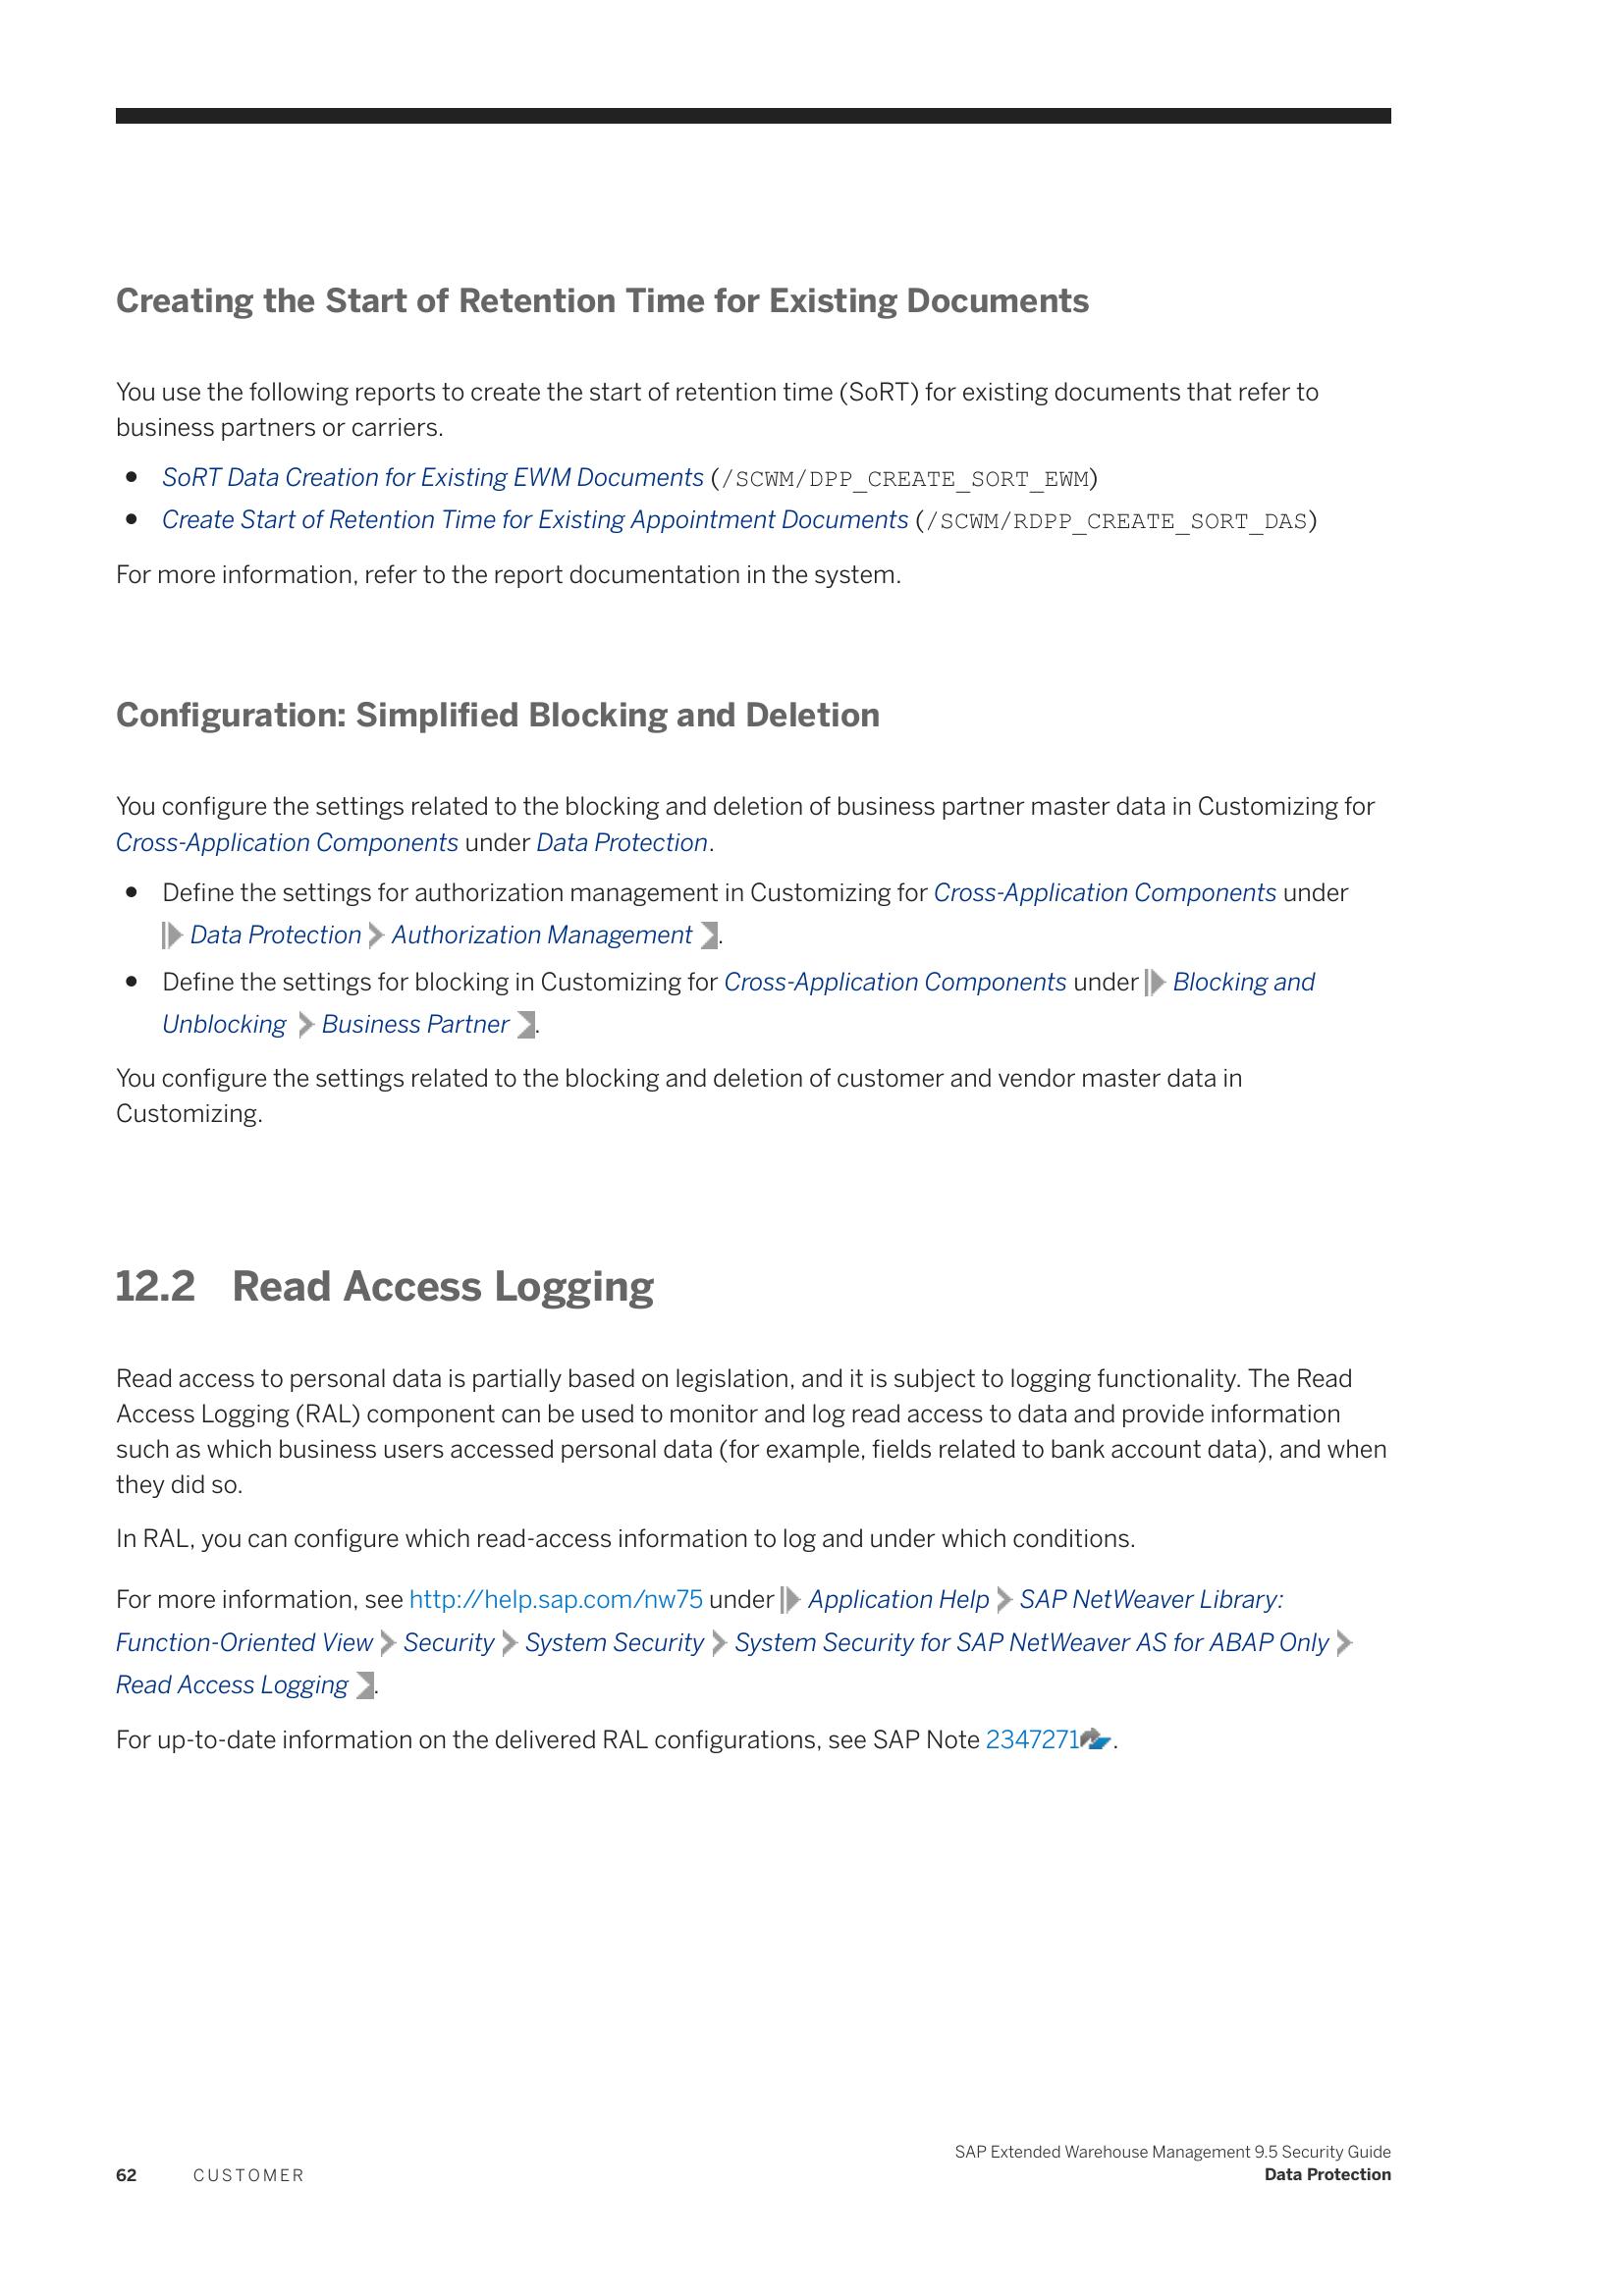 Creating the Start of Retention Time for Existing Documents
You use the following reports to create the start of retention time (SoRT) for existing documents that refer to
business partners or carriers.
● SoRT Data Creation for Existing EWM Documents (/SCWM/DPP_CREATE_SORT_EWM)
● Create Start of Retention Time for Existing Appointment Documents (/SCWM/RDPP_CREATE_SORT_DAS)
For more information, refer to the report documentation in the system.
Configuration: Simplified Blocking and Deletion
You configure the settings related to the blocking and deletion of business partner master data in Customizing for
Cross-Application Components under Data Protection.
● Define the settings for authorization management in Customizing for Cross-Application Components under
Data Protection Authorization Management .
● Define the settings for blocking in Customizing for Cross-Application Components under Blocking and
Unblocking Business Partner .
You configure the settings related to the blocking and deletion of customer and vendor master data in
Customizing.
12.2 Read Access Logging
Read access to personal data is partially based on legislation, and it is subject to logging functionality. The Read
Access Logging (RAL) component can be used to monitor and log read access to data and provide information
such as which business users accessed personal data (for example, fields related to bank account data), and when
they did so.
In RAL, you can configure which read-access information to log and under which conditions.
For more information, see http://help.sap.com/nw75 under Application Help SAP NetWeaver Library:
Function-Oriented View Security System Security System Security for SAP NetWeaver AS for ABAP Only
Read Access Logging .
For up-to-date information on the delivered RAL configurations, see SAP Note 2347271 .
SAP Extended Warehouse Management 9.5 Security Guide
62 CUSTOMER Data Protection